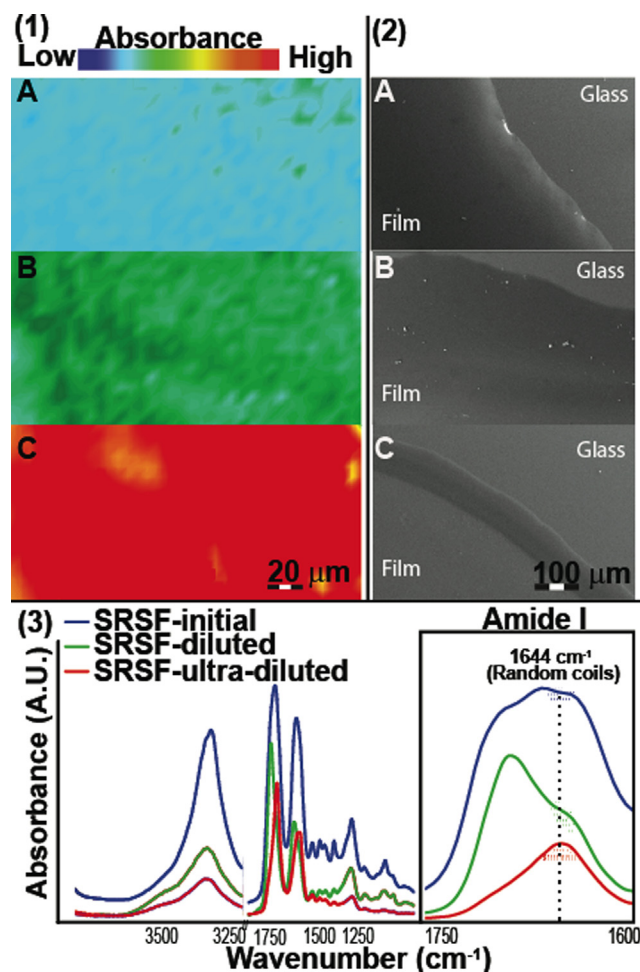 (1)
Absorbance
Low High
A
B
C
20 µm
(2)
A
Glass
Film
B
Glass
Film
C
Glass
100 µm
Film
(3)
SRSF-initial
SRSF-diluted
SRSF-ultra-diluted
Amide I
1644 cm⁻¹
(Random coils)
Absorbance (A.U.)
3500 3250 1750 1500 1250 1750 1600
Wavenumber (cm⁻¹)